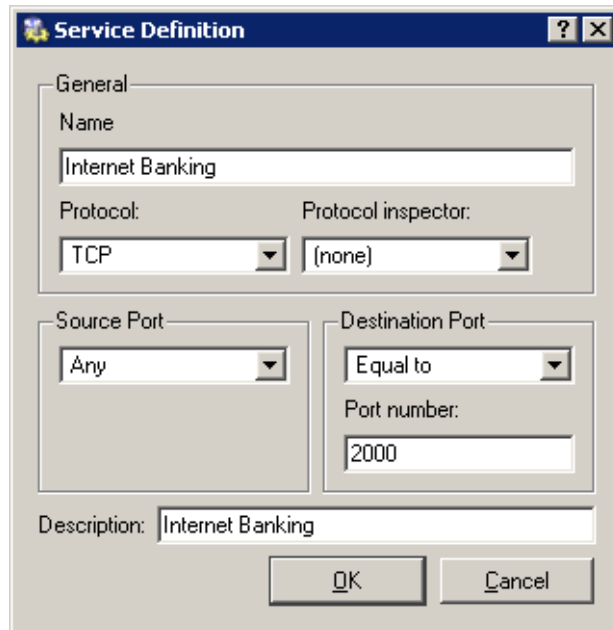 Service Definition
General
Name
Internet Banking
Protocol: Protocol inspector:
TCP (none)
Source Port Destination Port
Any Equal to
Port number:
2000
Description: Internet Banking
OK Cancel